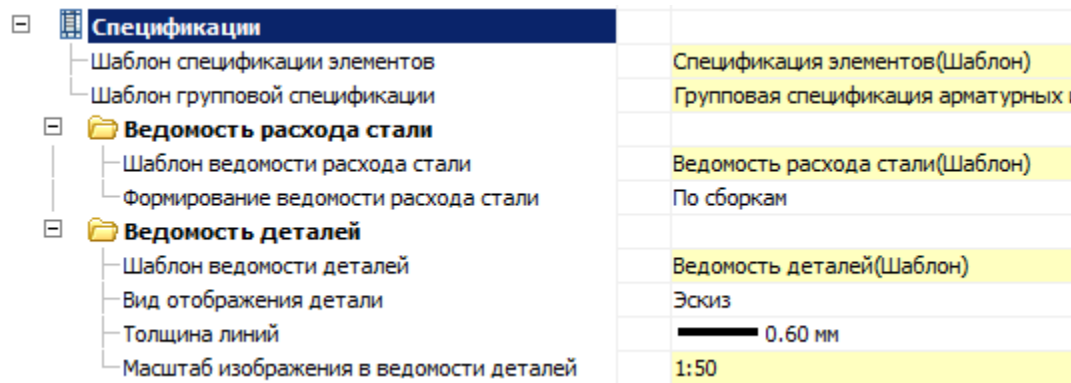 Спецификации
Шаблон спецификации элементов Спецификация элементов(Шаблон)
Шаблон групповой спецификации Групповая спецификация арматурных
Ведомость расхода стали
Шаблон ведомости расхода стали Ведомость расхода стали(Шаблон)
Формирование ведомости расхода стали По сборкам
Ведомость деталей
Шаблон ведомости деталей Ведомость деталей(Шаблон)
Вид отображения детали Эскиз
Толщина линий 0.60 мм
Масштаб изображения в ведомости деталей 1:50